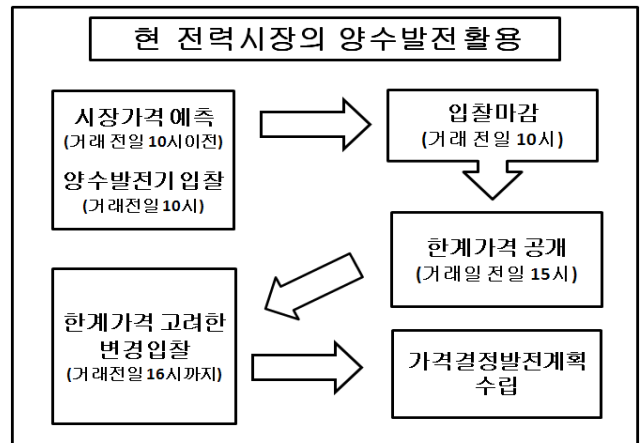 현 전력시장의 양수발전활용
시장가격 예측
(거래 전일 10시이전)
양수발전기 입찰
(거래전일 10시)
입찰마감
(거래 전일 10시)
한계가격 공개
(거래일 전일 15시)
한계가격 고려한
변경입찰
(거래전일 16시까지)
가격결정발전계획
수립